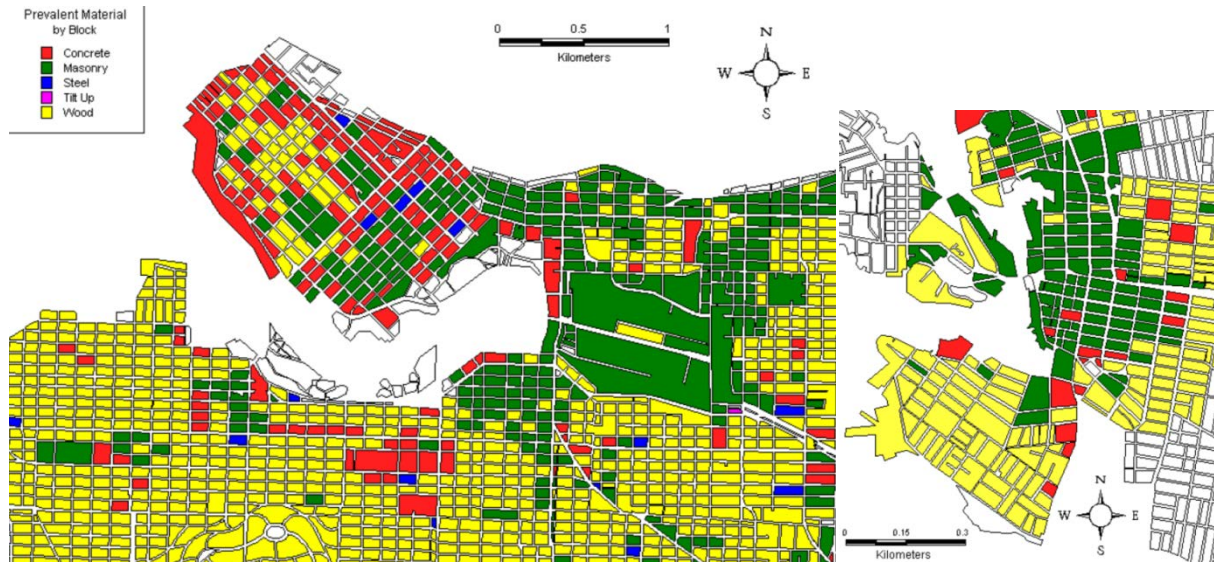 Prevalent Material
by Block
Concrete
Masonry
Steel
Tilt Up
Wood
0 0.5 1
Kilometers
N
W E
S
N
W E
S
0 0.15 0.3
Kilometers